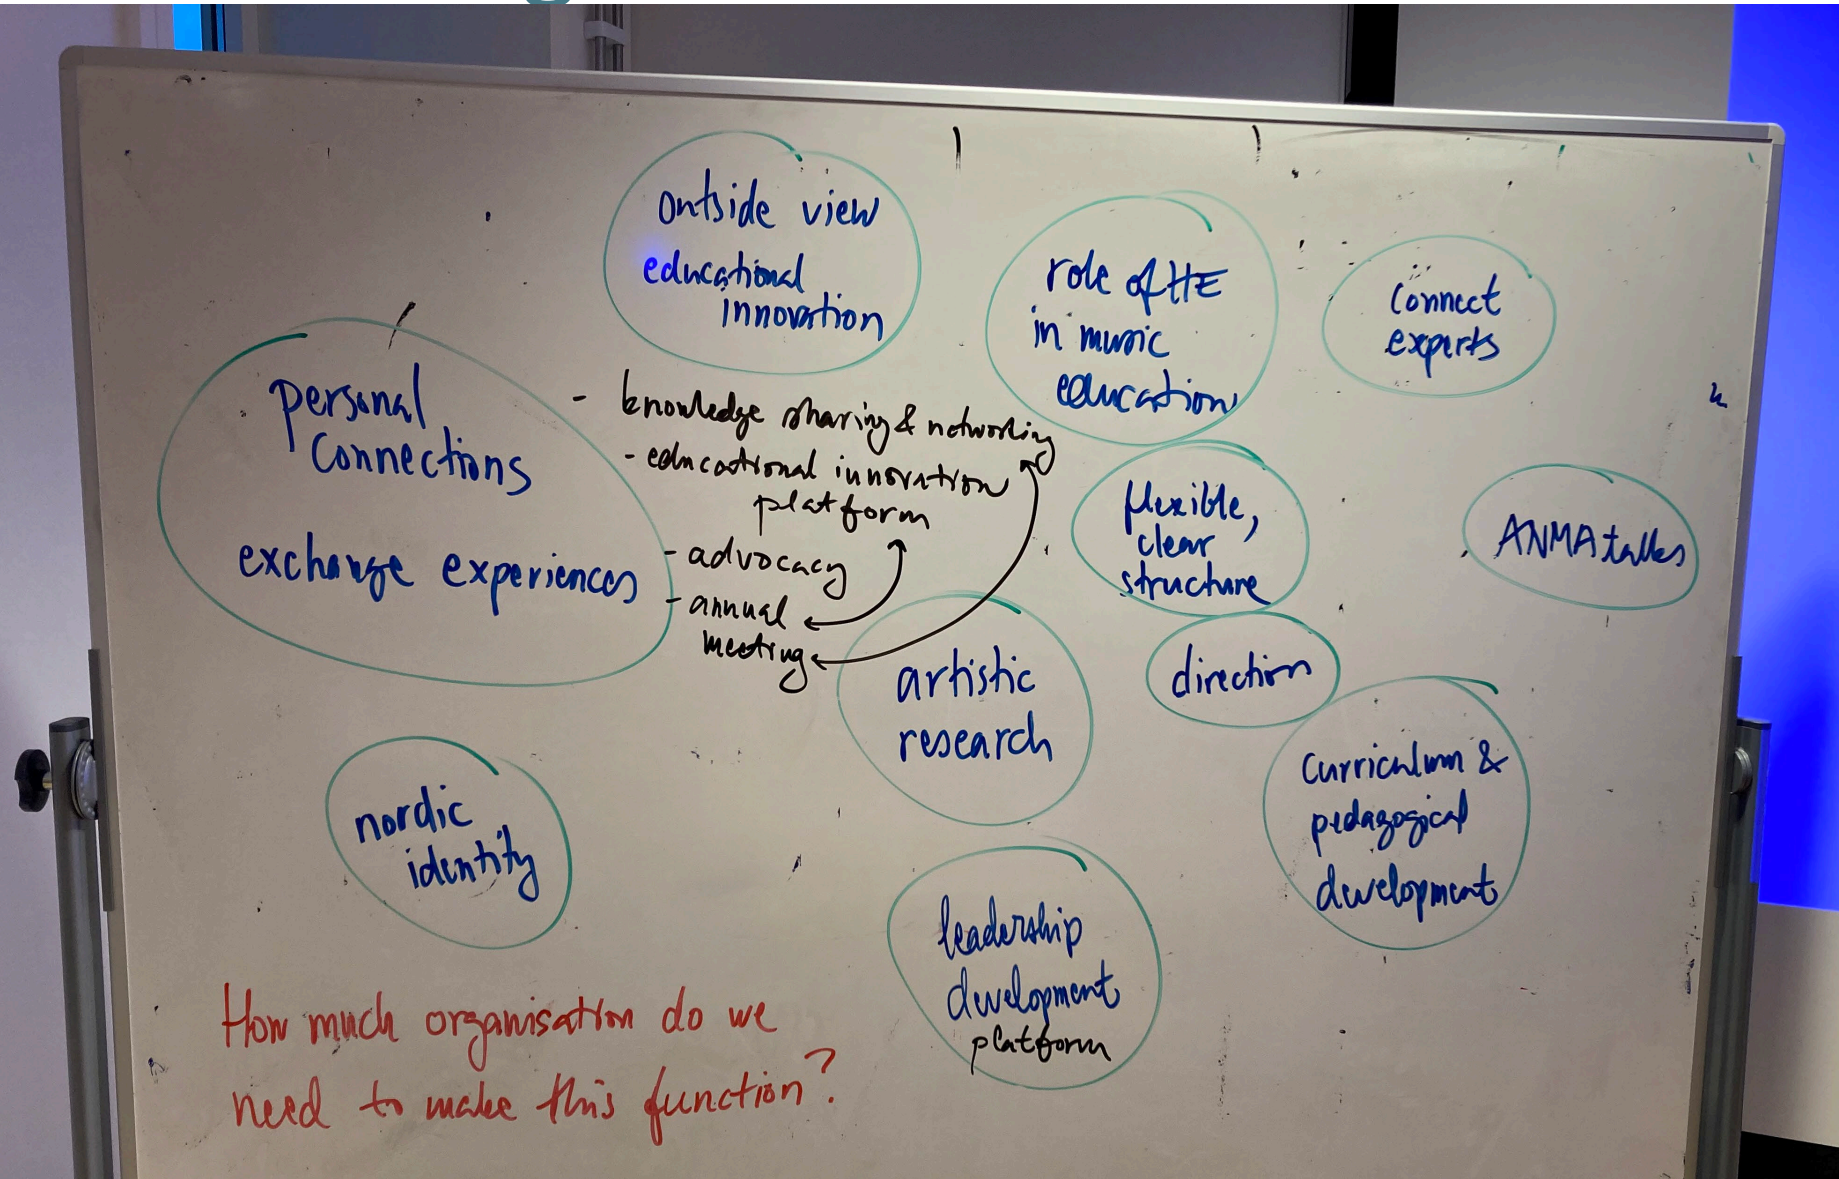 outside view
educational
innovation
role of HE
in music
education
connect
experts
personal
connections
exchange experiences
- knowledge sharing & networking
- educational innovation
platform
- advocacy
- annual
meeting
flexible,
clear
structure
ANMA talks
direction
artistic
research
curriculum &
pedagogical
development
nordic
identity
leadership
development
platform
How much organisation do we
need to make this function?